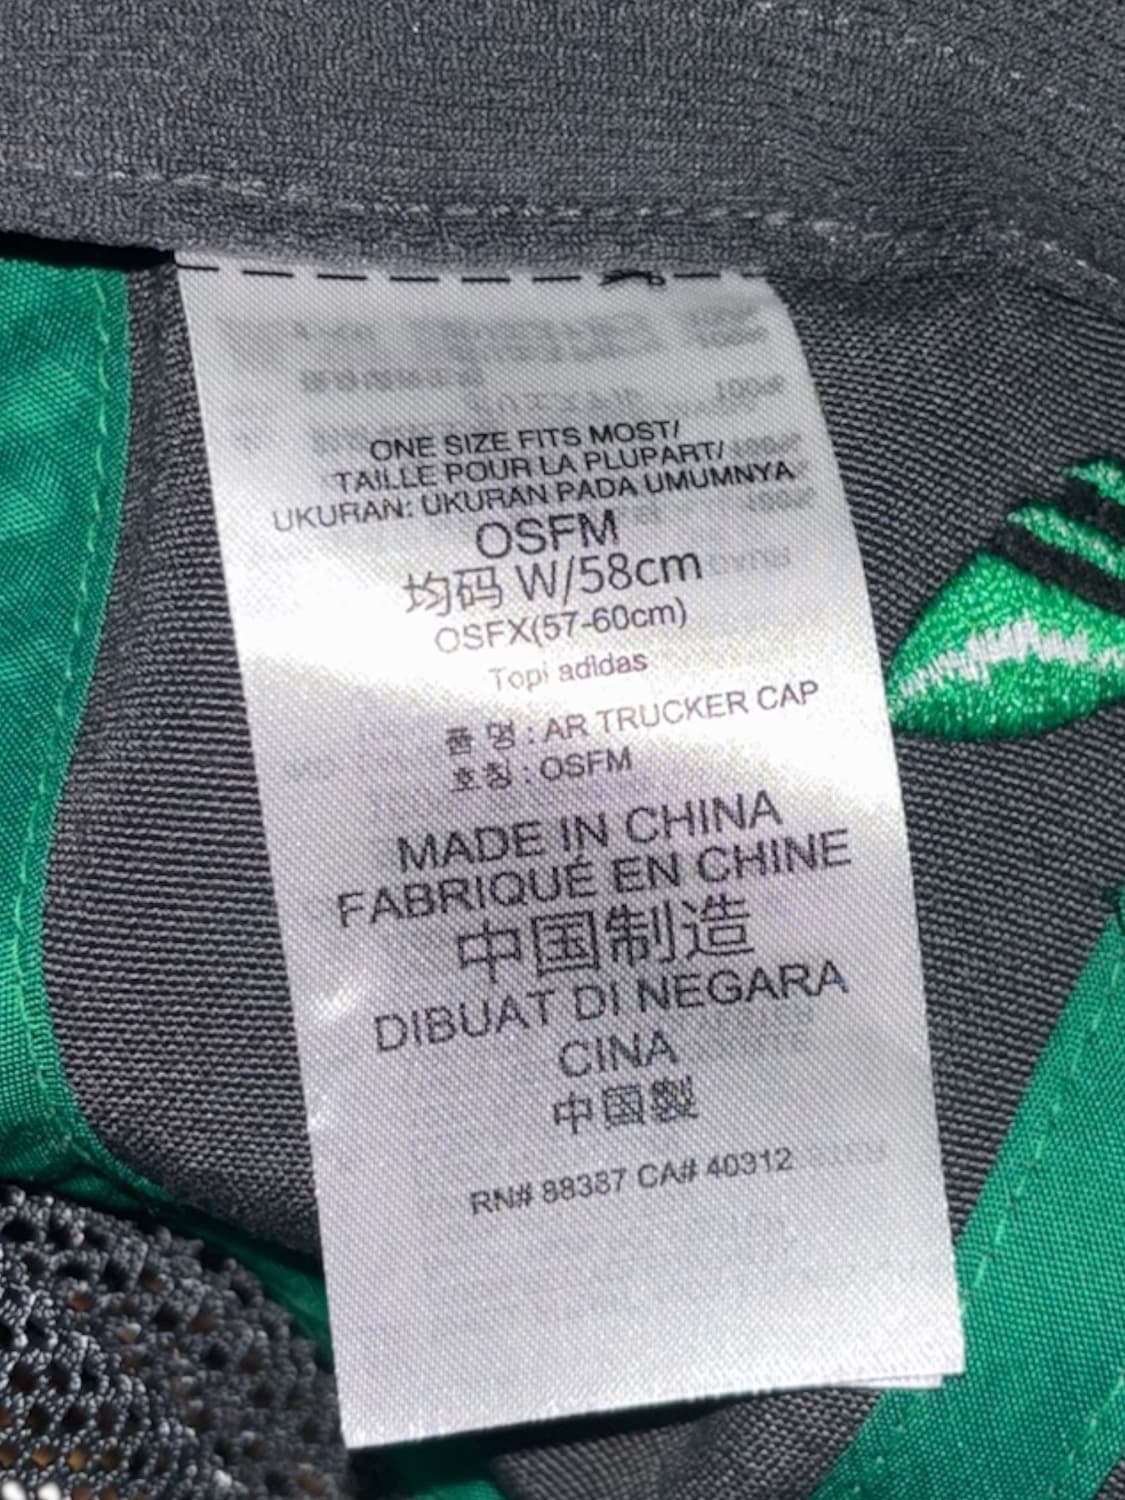 ONE SIZE FITS MOST/
TAILLE POUR LA PLUPART/
UKURAN: UKURAN PADA UMUMNYA
OSFM
均码 W/58cm
OSFX(57-60cm)
Topi adidas
품 명 : AR TRUCKER CAP
호칭 : OSFM
MADE IN CHINA
FABRIQUÉ EN CHINE
中国制造
DIBUAT DI NEGARA
CINA
中国製
RN# 88387 CA# 40312